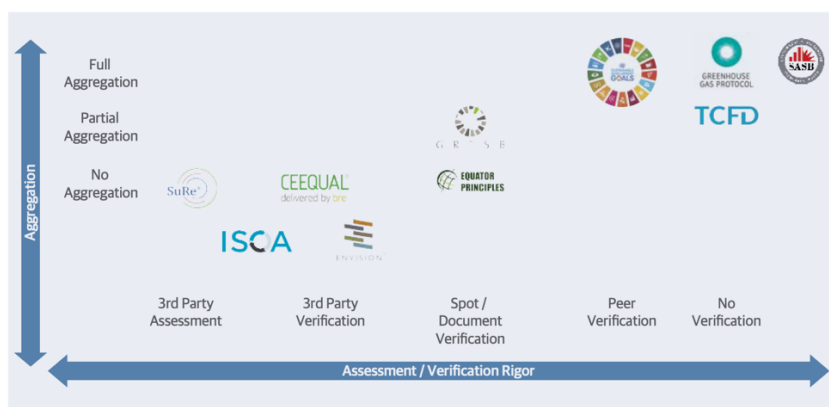 Full
Aggregation
GOALS
GREENHOUSE
GAS PROTOCOL
SASB
Partial
Aggregation
G R E S B
TCFD
No
Aggregation
SuRe
CEEQUAL
delivered by bre
EQUATOR
PRINCIPLES
ISCA
ENVISION
Aggregation
3rd Party
Assessment
3rd Party
Verification
Spot /
Document
Verification
Peer
Verification
No
Verification
Assessment / Verification Rigor